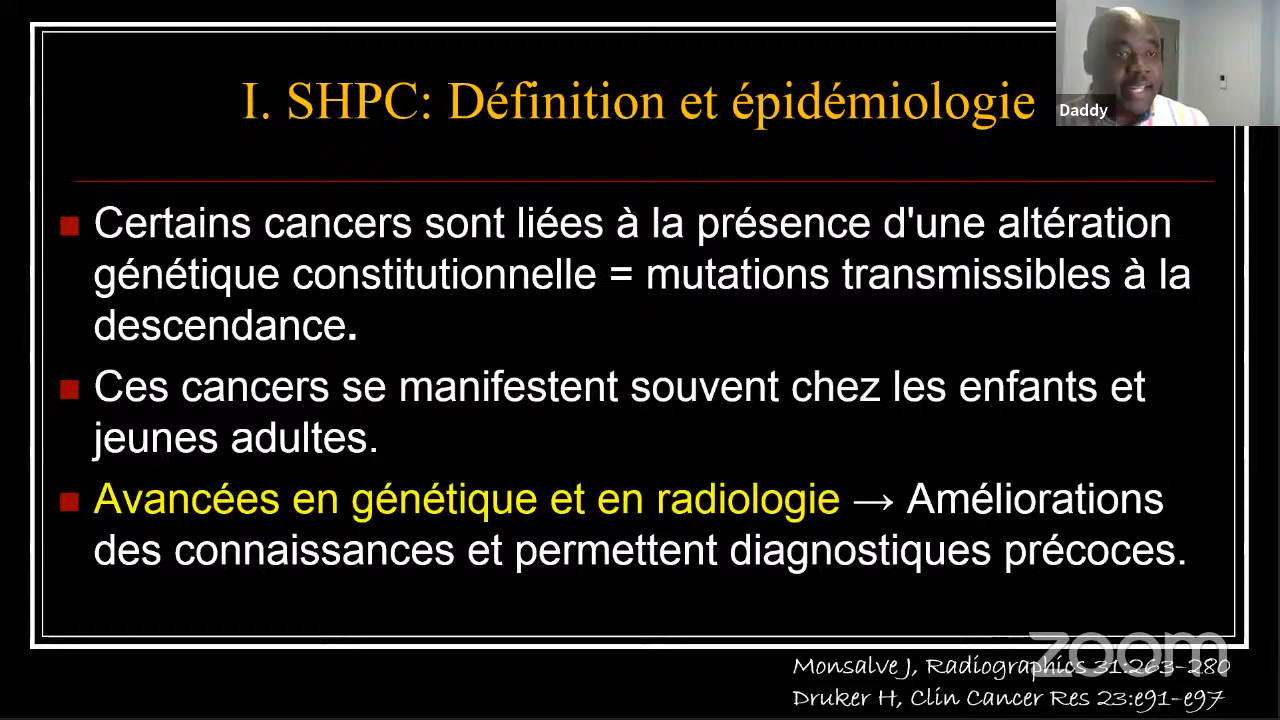 I. SHPC: Définition et épidémiologie
Daddy
Certains cancers sont liées à la présence d'une altération
génétique constitutionnelle = mutations transmissibles à la
descendance.
Ces cancers se manifestent souvent chez les enfants et
jeunes adultes.
Avancées en génétique et en radiologie → Améliorations
des connaissances et permettent diagnostiques précoces.
zoom
Monsalve J, Radiographics 31:263-280
Druker H, Clin Cancer Res 23:e91-e97